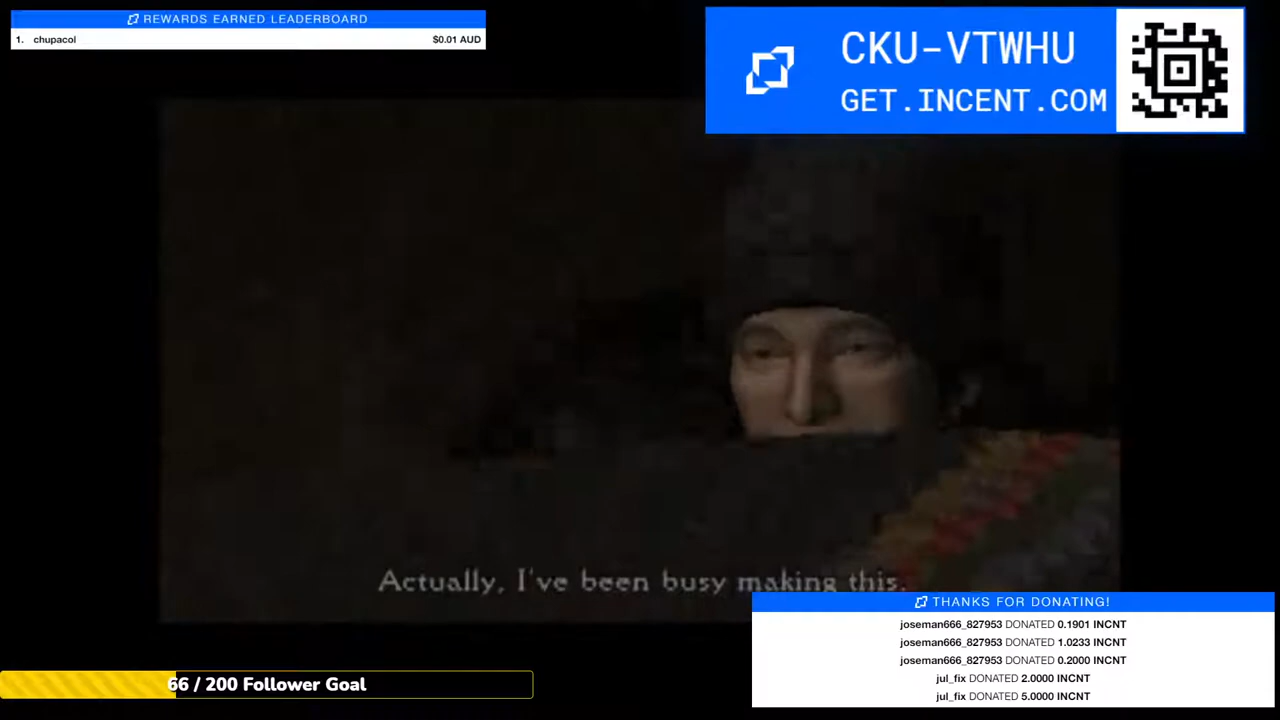 REWARDS EARNED LEADERBOARD
1. chupacol $0.01 AUD
CKU-VTWHU
GET.INCENT.COM
Actually, I've been busy making this.
THANKS FOR DONATING!
joseman666_827953 DONATED 0.1901 INCNT
joseman666_827953 DONATED 1.0233 INCNT
joseman666_827953 DONATED 0.2000 INCNT
jul_fix DONATED 2.0000 INCNT
jul_fix DONATED 5.0000 INCNT
66 / 200 Follower Goal